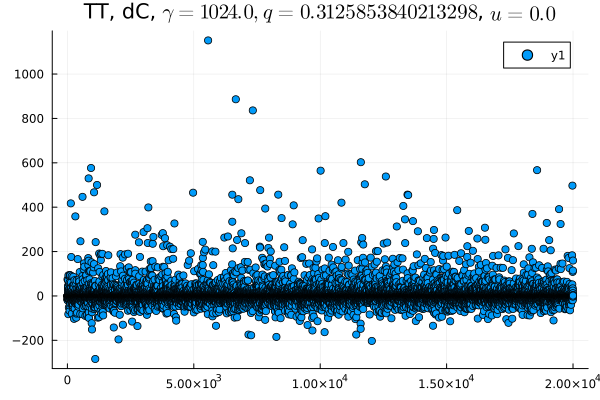 TT, dC, γ = 1024.0, q = 0.3125853840213298, u = 0.0
y1
1000
800
600
400
200
0
−200
0 5.00×10³ 1.00×10⁴ 1.50×10⁴ 2.00×10⁴